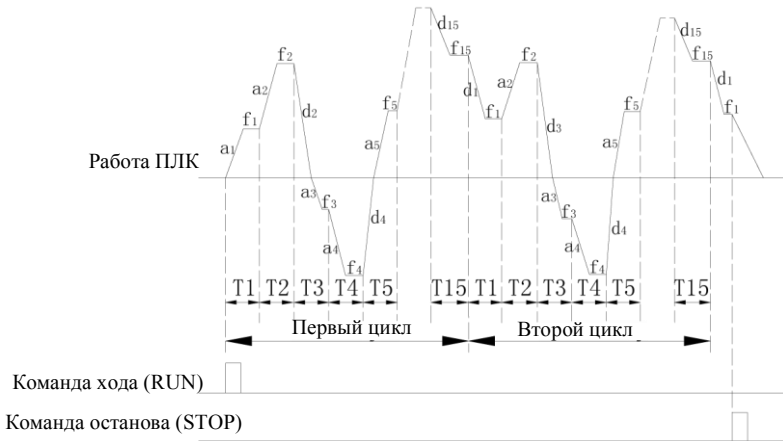 d15 d15
f2 f15 f2 f15
a2 d1 a2 d1
f1 d2 f5 f1 d3 f5 f1
a1 a5 a5
Работа ПЛК
a3 f3 d4 a3 f3 d4
a4 f4 a4 f4
T1 T2 T3 T4 T5 T15 T1 T2 T3 T4 T5 T15
Первый цикл Второй цикл
Команда хода (RUN)
Команда останова (STOP)